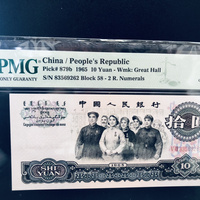 PMG
China / People's Republic
Pick# 879b 1965 10 Yuan - Wmk: Great Hall
S/N 83569262 Block 58 - 2 R. Numerals
MONEY GUARANTY
中国人民银行
拾圆
SHI
YUAN
1965
10